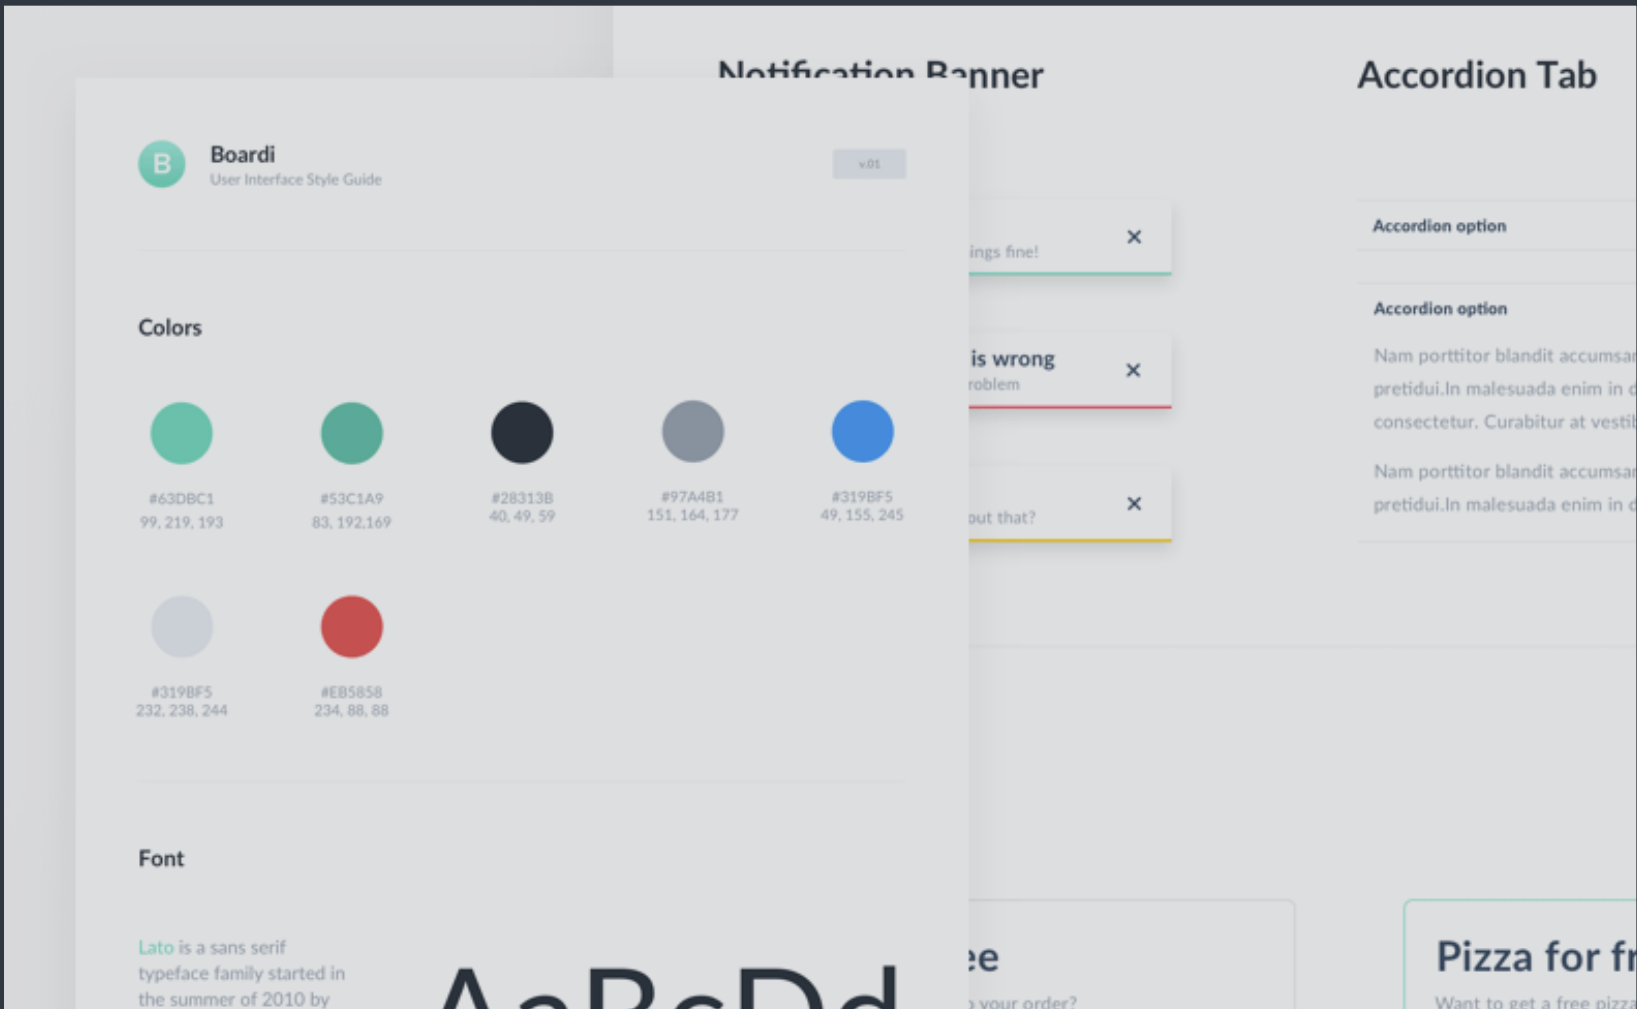 Notification Banner
Accordion Tab
B
Boardi
User Interface Style Guide
v.01
ings fine!
Accordion option
Accordion option
Colors
is wrong
roblem
Nam porttitor blandit accumsan
pretidui.In malesuada enim in
consectetur. Curabitur at
Nam porttitor blandit accumsan
pretidui.In malesuada enim in
out that?
#63DBC1
99, 219, 193
#53C1A9
83, 192,169
#28313B
40, 49, 59
#97A4B1
151, 164, 177
#319BF5
49, 155, 245
#319BF5
232, 238, 244
#EB5858
234, 88, 88
Font
Lato is a sans serif
typeface family started in
the summer of 2010 by
AaBcDd
ee
your order?
Pizza for
Want to get a free pizza